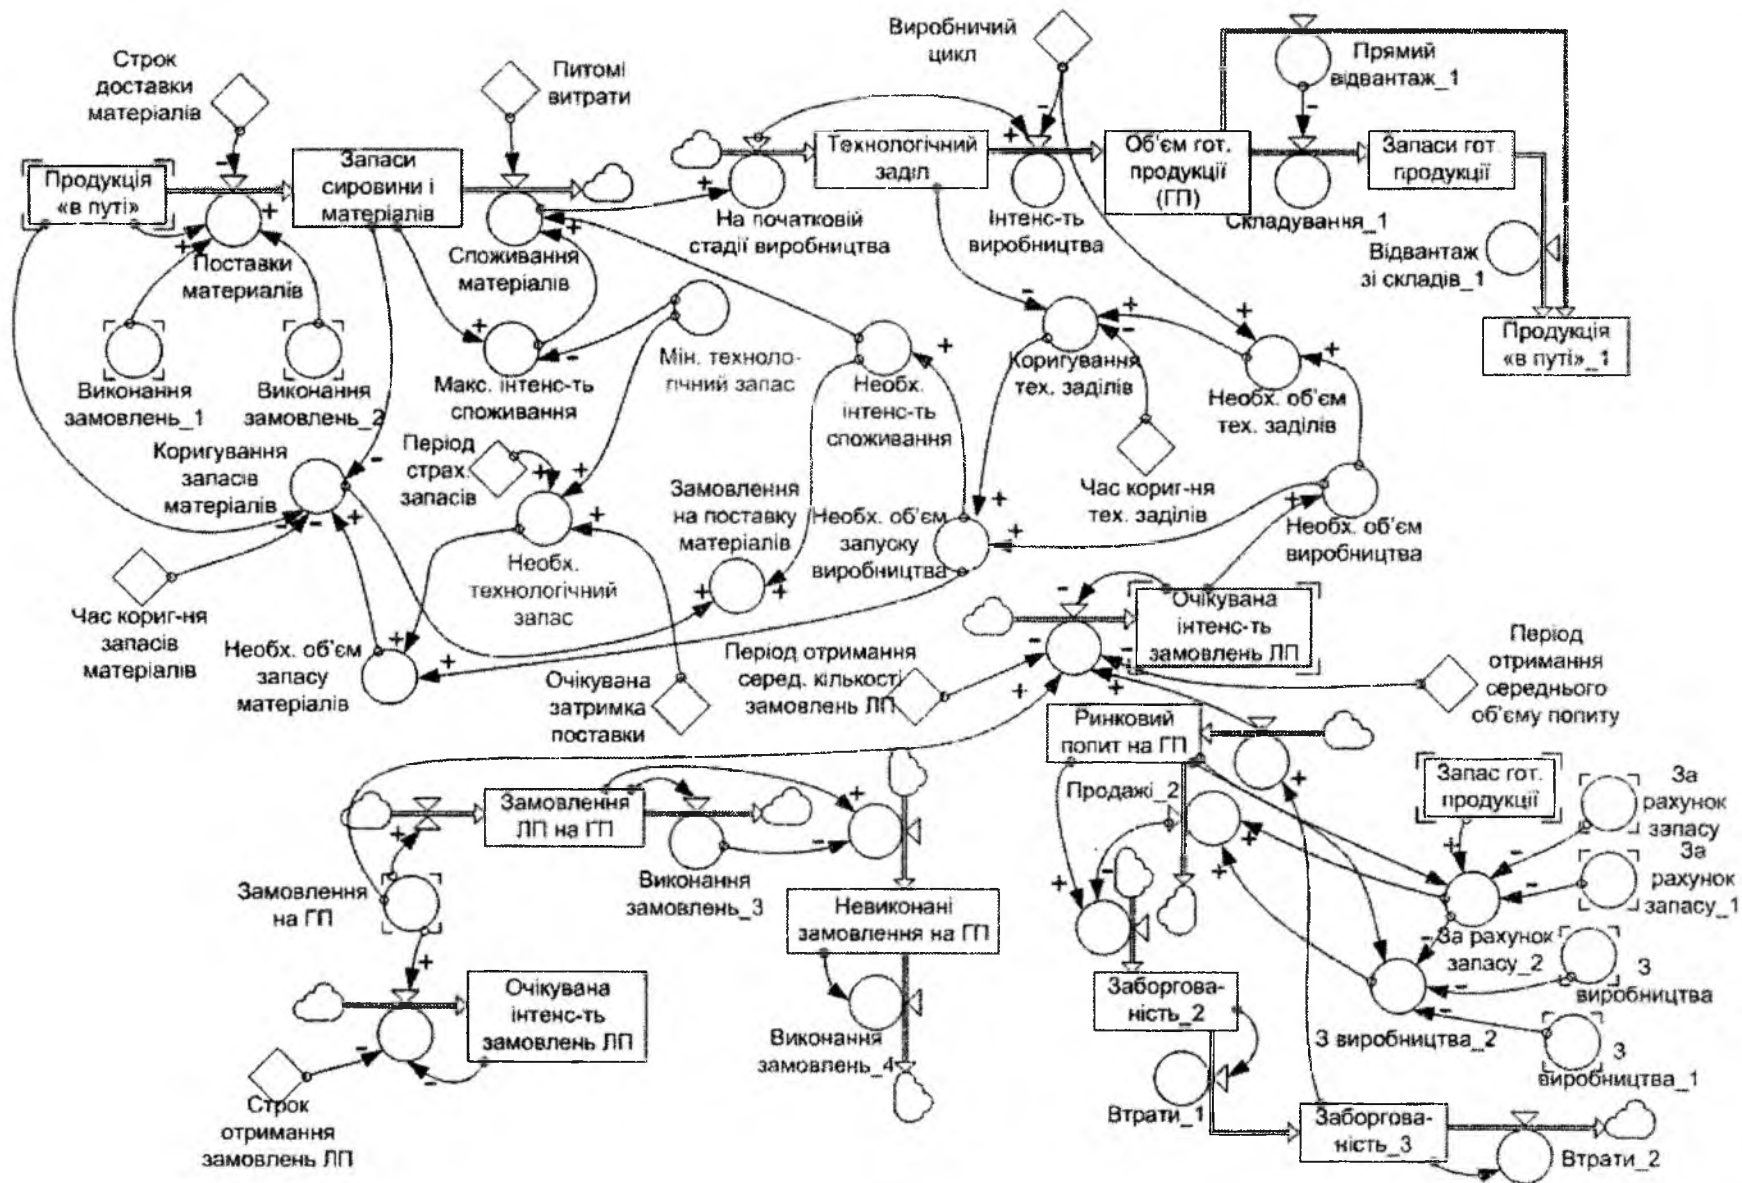 Строк
доставки
матеріалів
Питомі
витрати
Виробничий
цикл
Прямий
відвантаж_1
Продукція
«в путі»
Запаси
сировини і
матеріалів
Технологічний
заділ
Об'єм гот.
продукції
(ГП)
Запаси гот.
продукції
Поставки
материалів
Споживання
матеріалів
На початковій
стадії виробництва
Інтенс-ть
виробництва
Складування_1
Відвантаж
зі складів_1
Продукція
«в путі»_1
Виконання
замовлень_1
Виконання
замовлень_2
Макс. інтенс-ть
споживання
Мін. техноло-
гічний запас
Необх.
інтенс-ть
споживання
Коригування
тех. заділів
Необх. об'єм
тех. заділів
Коригування
запасів
матеріалів
Період
страх.
запасів
Замовлення
на поставку
матеріалів
Необх. об'єм
запуску
виробництва
Час кориг-ня
тех. заділів
Необх. об'єм
виробництва
Час кориг-ня
запасів
матеріалів
Необх.
технологічний
запас
Необх. об'єм
запасу
матеріалів
Очікувана
затримка
поставки
Період отримання
серед. кількості
замовлень ЛП
Очікувана
інтенс-ть
замовлень ЛП
Період
отримання
середнього
об'єму попиту
Ринковий
попит на ГП
Продажі_2
Запас гот.
продукції
За
рахунок
запасу
За
рахунок
запасу_1
Замовлення
ЛП на ГП
Замовлення
на ГП
Виконання
замовлень_3
Невиконані
замовлення на ГП
За рахунок
запасу_2
З
виробництва
Очікувана
інтенс-ть
замовлень ЛП
Виконання
замовлень_4
Заборгова-
ність_2
З виробництва_2
З
виробництва_1
Строк
отримання
замовлень ЛП
Втрати_1
Заборгова-
ність_3
Втрати_2